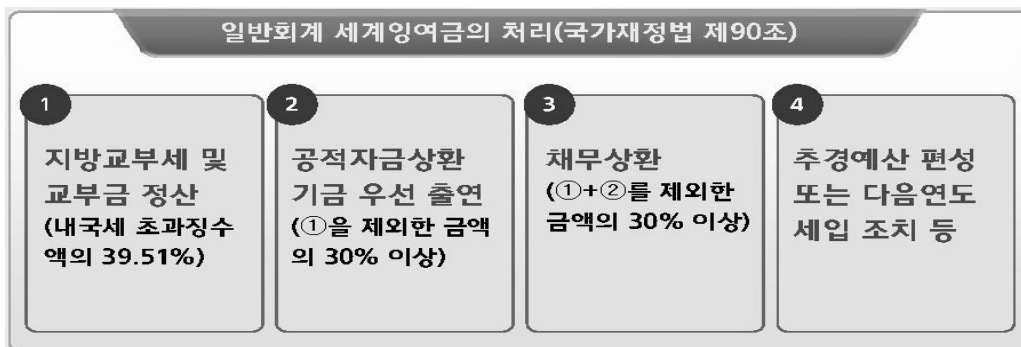 일반회계 세계잉여금의 처리(국가재정법 제90조)
1
지방교부세 및
교부금 정산
(내국세 초과징수
액의 39.51%)
2
공적자금상환
기금 우선 출연
(①을 제외한 금액
의 30% 이상)
3
채무상환
(①+②를 제외한
금액의 30% 이상)
4
추경예산 편성
또는 다음연도
세입 조치 등